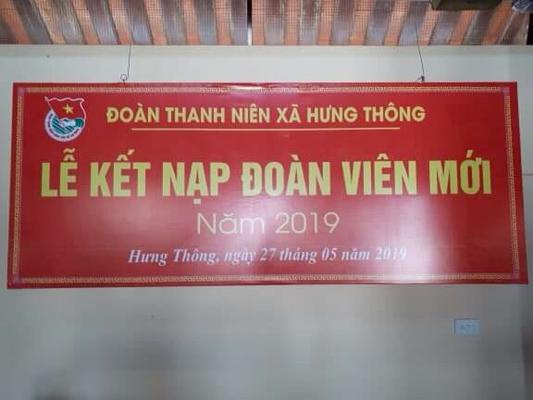 ĐOÀN THANH NIÊN XÃ HƯNG THÔNG
LỄ KẾT NẠP ĐOÀN VIÊN MỚI
Năm 2019
Hưng Thông, ngày 27 tháng 05 năm 2019